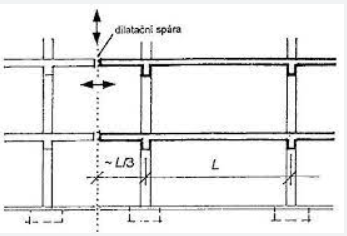 dilatační spára
~ L/3
L